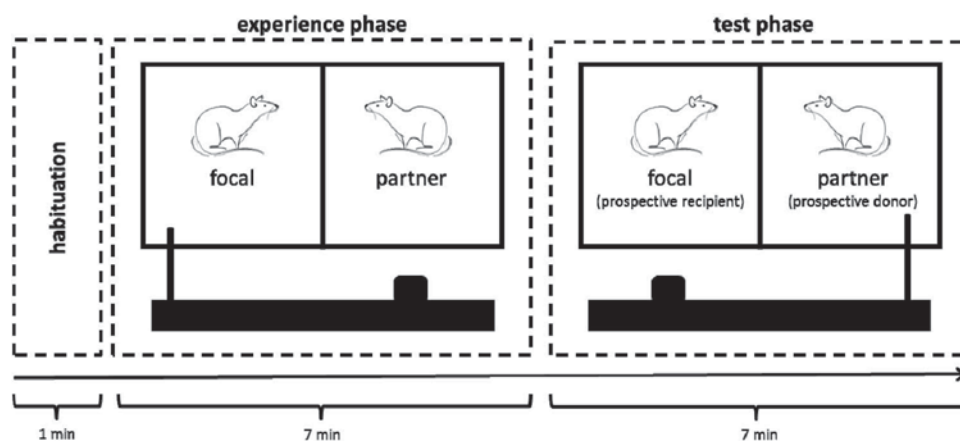 experience phase
test phase
habituation
focal
partner
focal
(prospective recipient)
partner
(prospective donor)
1 min
7 min
7 min